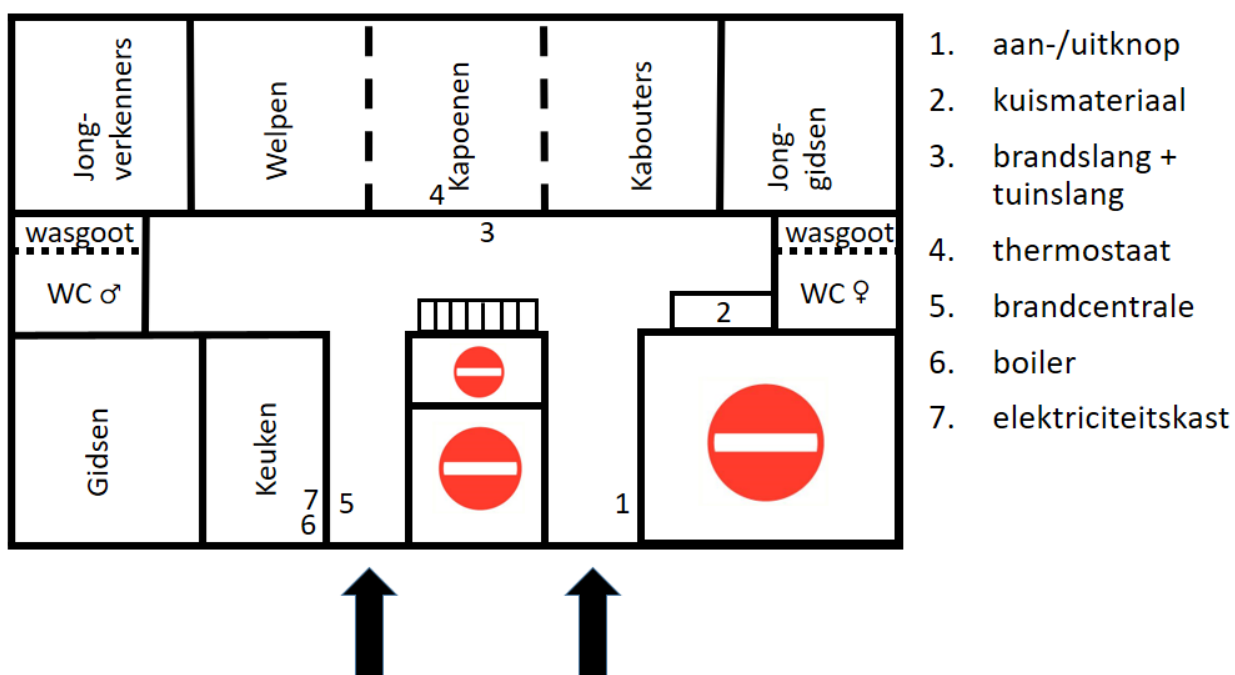 Jong-
verkenners
Welpen
Kapoenen
Kabouters
Jong-
gidsen
4
wasgoot
3
wasgoot
WC ♂
2
WC ♀
Gidsen
Keuken
7
6
5
1
1. aan-/uitknop
2. kuismateriaal
3. brandslang +
tuinslang
4. thermostaat
5. brandcentrale
6. boiler
7. elektriciteitskast